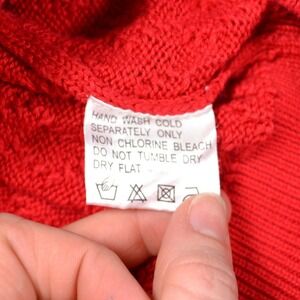 HAND WASH COLD
SEPARATELY ONLY
NON CHLORINE BLEACH
DO NOT TUMBLE DRY
DRY FLAT